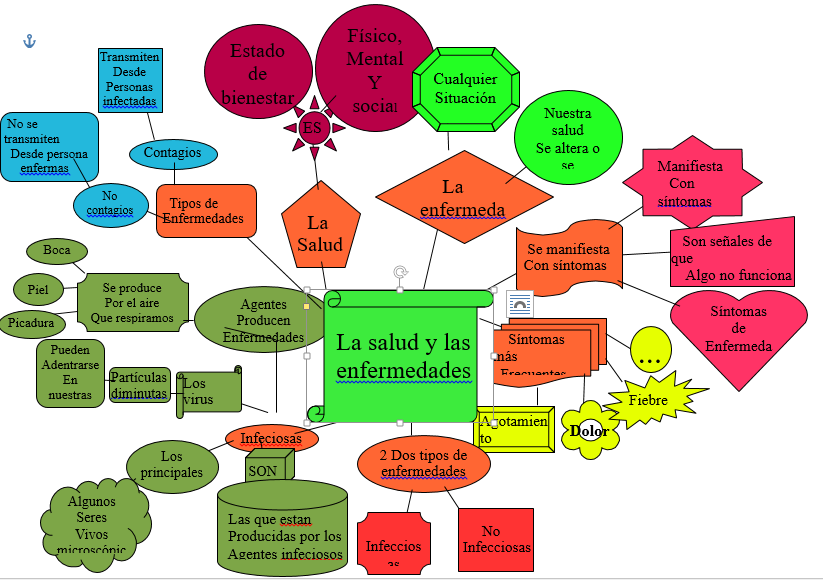 Estado
de
bienestar
Físico,
Mental
Y
social
ES
Cualquier
Situación
Nuestra
salud
Se altera o
se
Transmiten
Desde
Personas
infectadas
No se
transmiten
Desde persona
enfermas
Contagios
No
contagios
Tipos de
Enfermedades
La
Salud
La
enfermeda
Manifiesta
Con
síntomas
Se manifiesta
Con síntomas
Son señales de
que
Algo no funciona
Síntomas
de
Enfermeda
Boca
Piel
Picadura
Se produce
Por el aire
Que respiramos
Agentes
Producen
Enfermedades
La salud y las
enfermedades
Síntomas
más
Frecuentes
...
Fiebre
Dolor
Agotamien
to
Pueden
Adentrarse
En
nuestras
Partículas
diminutas
Los
virus
Infeciosas
SON
Los
principales
Algunos
Seres
Vivos
microscónic
Las que estan
Producidas por los
Agentes infeciosos
2 Dos tipos de
enfermedades
Infeccios
as
No
Infecciosas